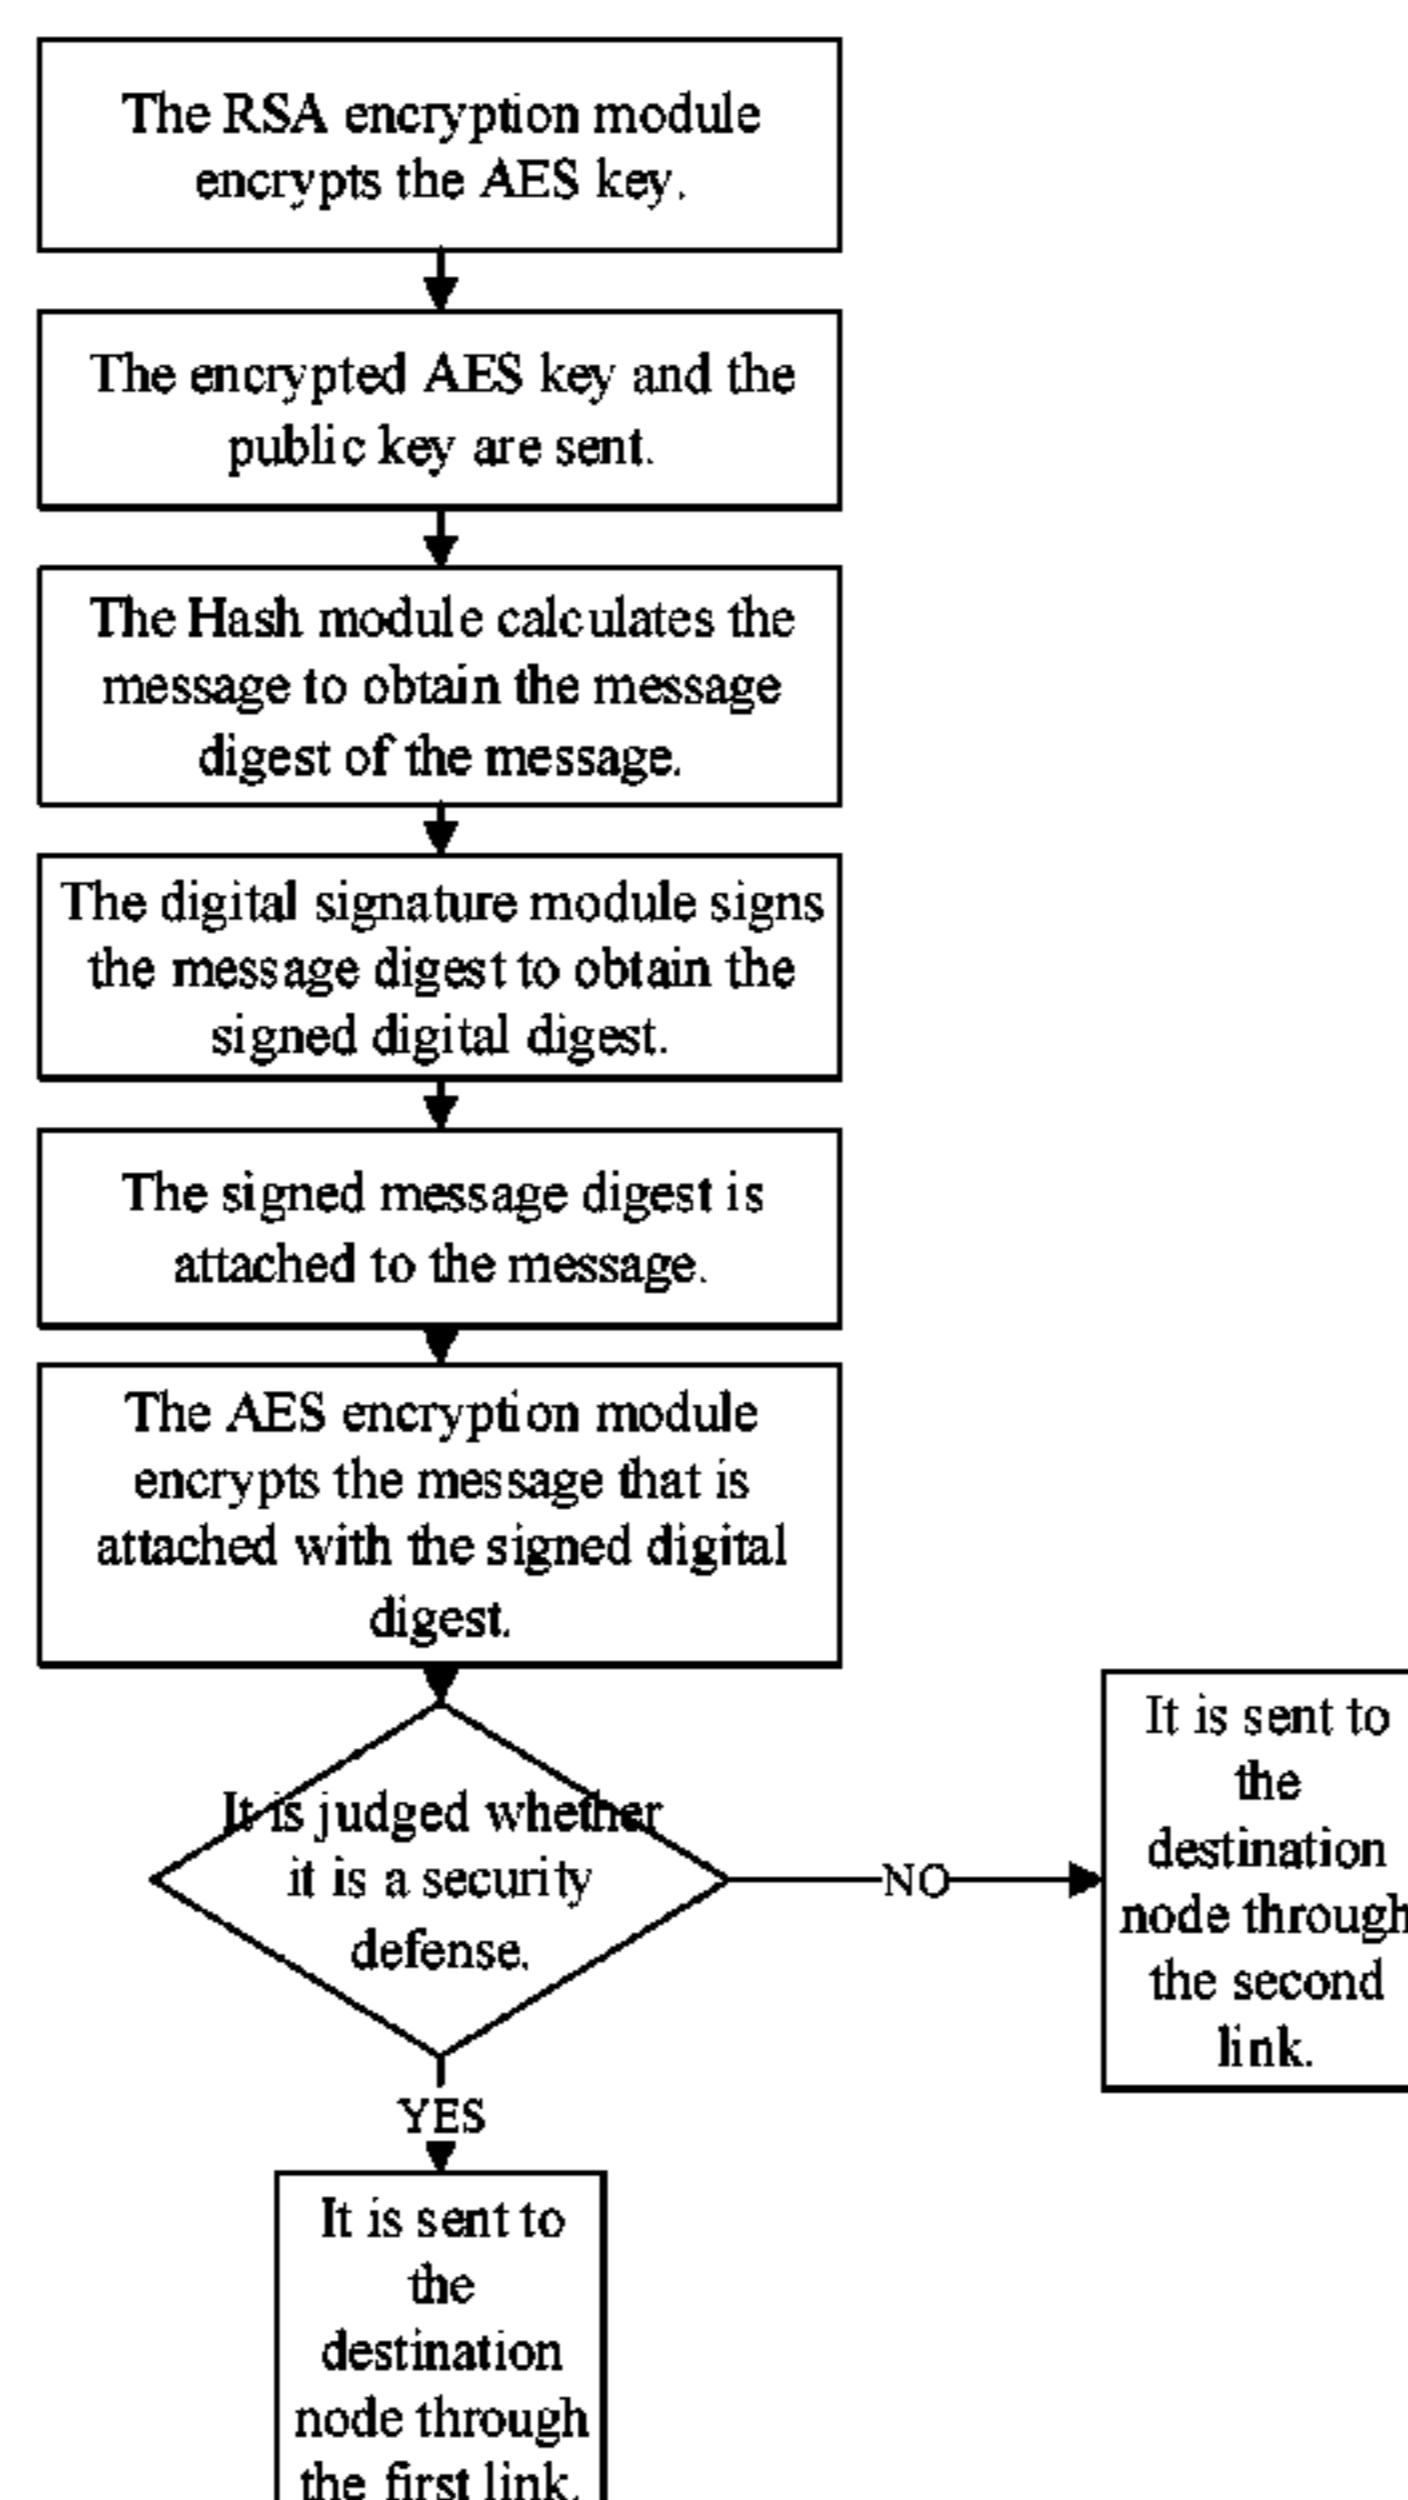 The RSA encryption module
encrypts the AES key.
The encrypted AES key and the
public key are sent.
The Hash module calculates the
message to obtain the message
digest of the message.
The digital signature module signs
the message digest to obtain the
signed digital digest.
The signed message digest is
attached to the message.
The AES encryption module
encrypts the message that is
attached with the signed digital
digest.
It is judged whether
it is a security
defense.
NO
It is sent to
the
destination
node through
the second
link.
YES
It is sent to
the
destination
node through
the first link.